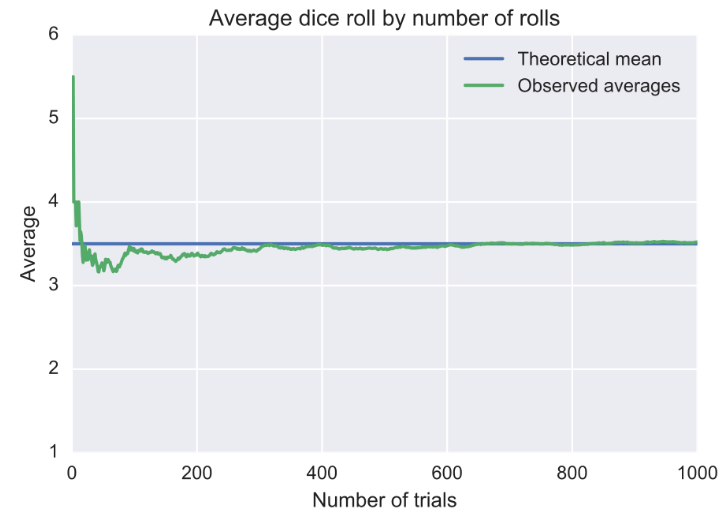 Average dice roll by number of rolls
Theoretical mean
Observed averages
Average
6
5
4
3
2
1
0 200 400 600 800 1000
Number of trials